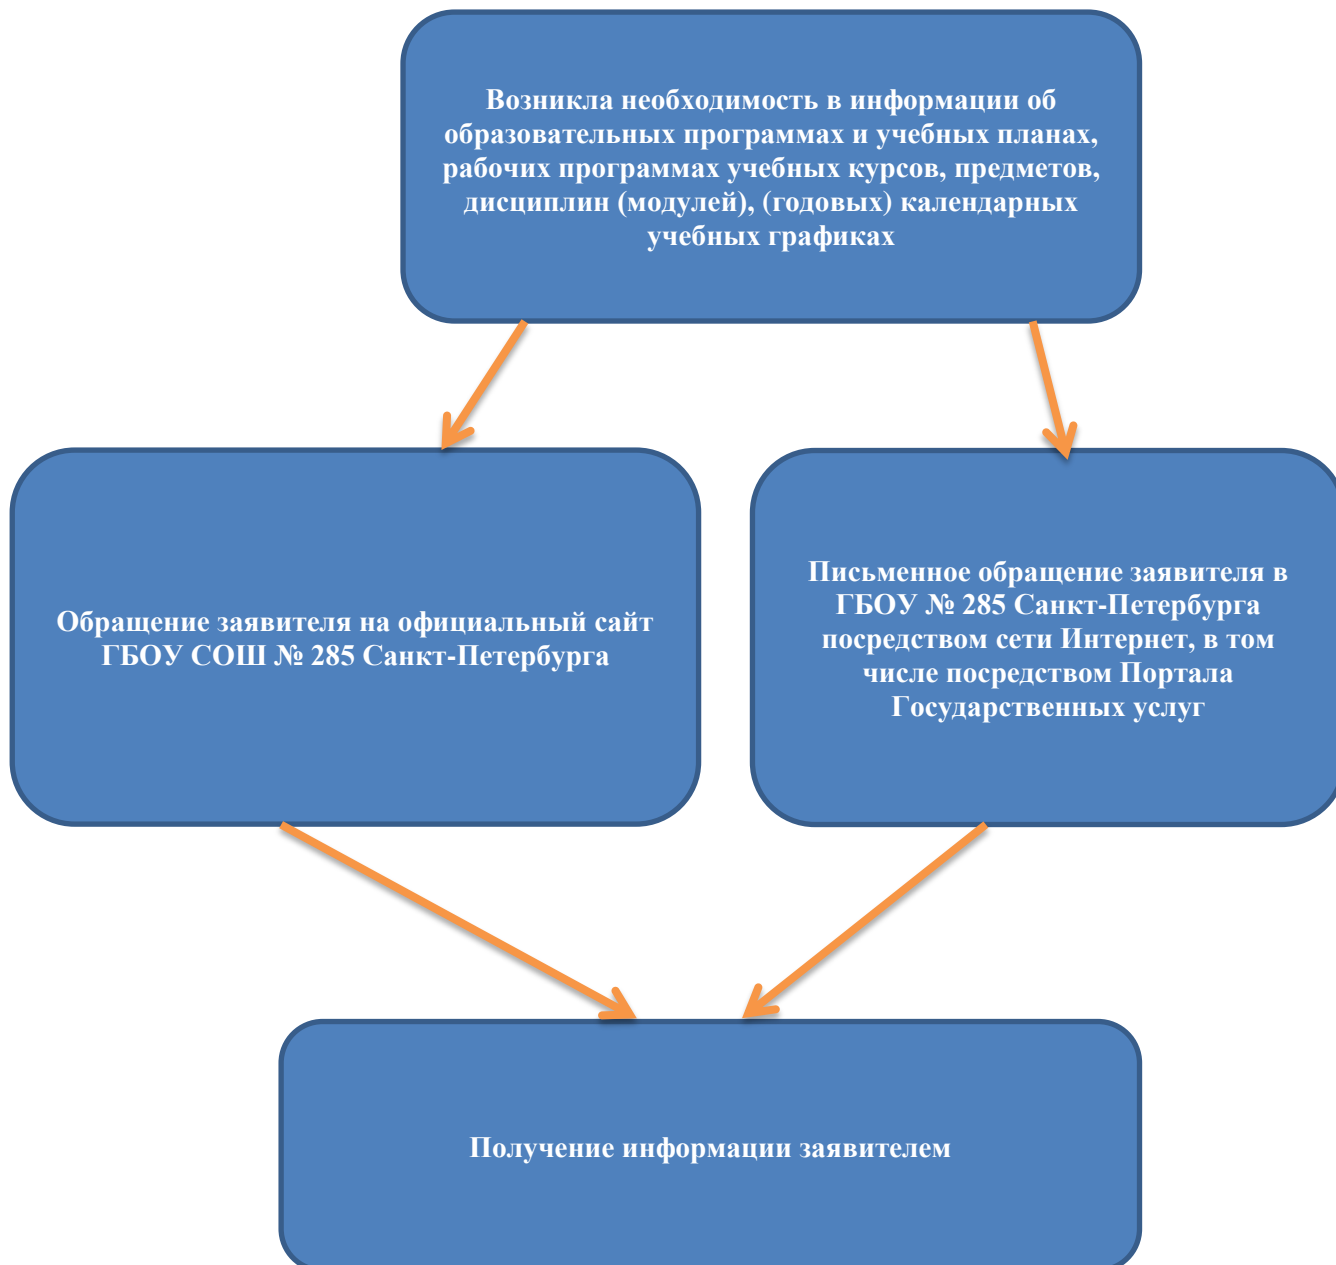 Возникла необходимость в информации об
образовательных программах и учебных планах,
рабочих программах учебных курсов, предметов,
дисциплин (модулей), (годовых) календарных
учебных графиках
Обращение заявителя на официальный сайт
ГБОУ СОШ № 285 Санкт-Петербурга
Письменное обращение заявителя в
ГБОУ № 285 Санкт-Петербурга
посредством сети Интернет, в том
числе посредством Портала
Государственных услуг
Получение информации заявителем